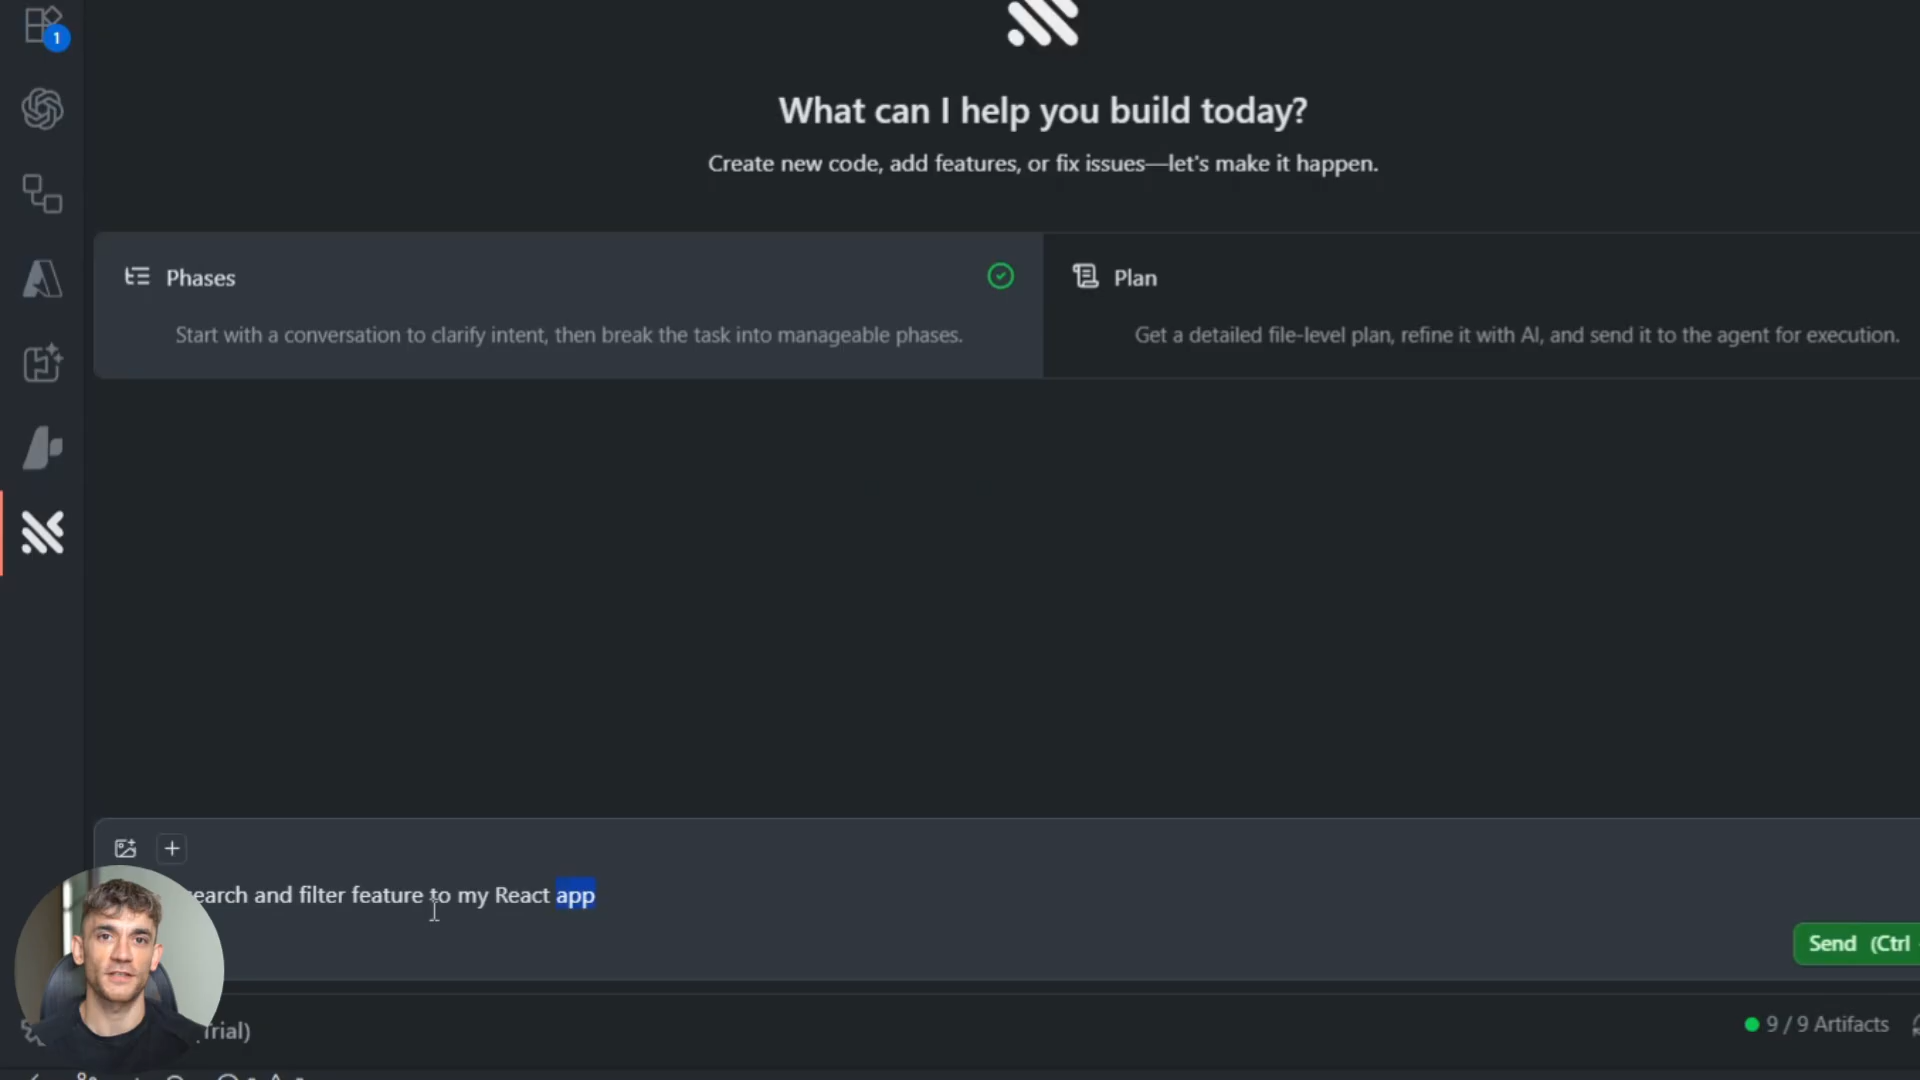 1
What can I help you build today?
Create new code, add features, or fix issues—let's make it happen.
Phases
Start with a conversation to clarify intent, then break the task into manageable phases.
Plan
Get a detailed file-level plan, refine it with AI, and send it to the agent for execution.
search and filter feature to my React app
Send (Ctrl
Trial)
9 / 9 Artifacts